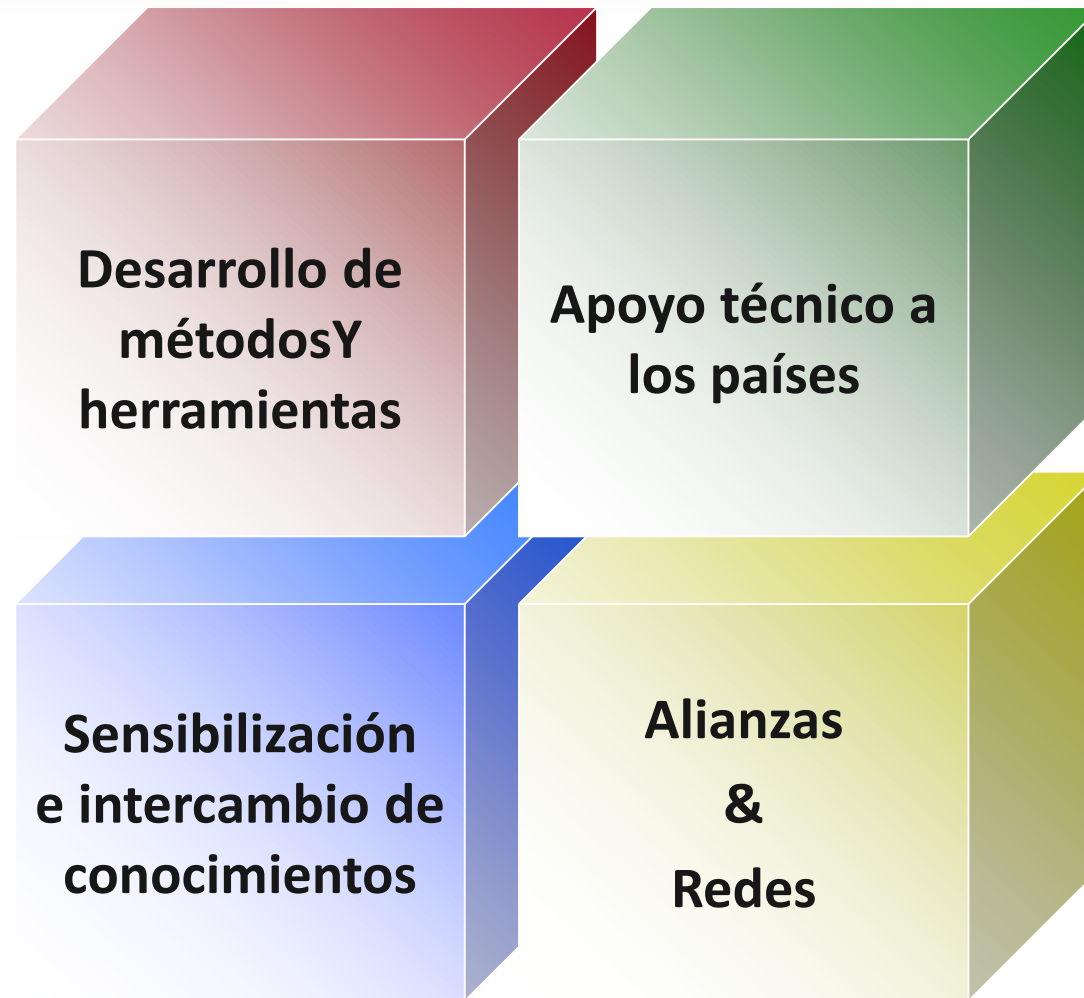 Desarrollo de
métodosY
herramientas
Apoyo técnico a
los países
Sensibilización
e intercambio de
conocimientos
Alianzas
&
Redes